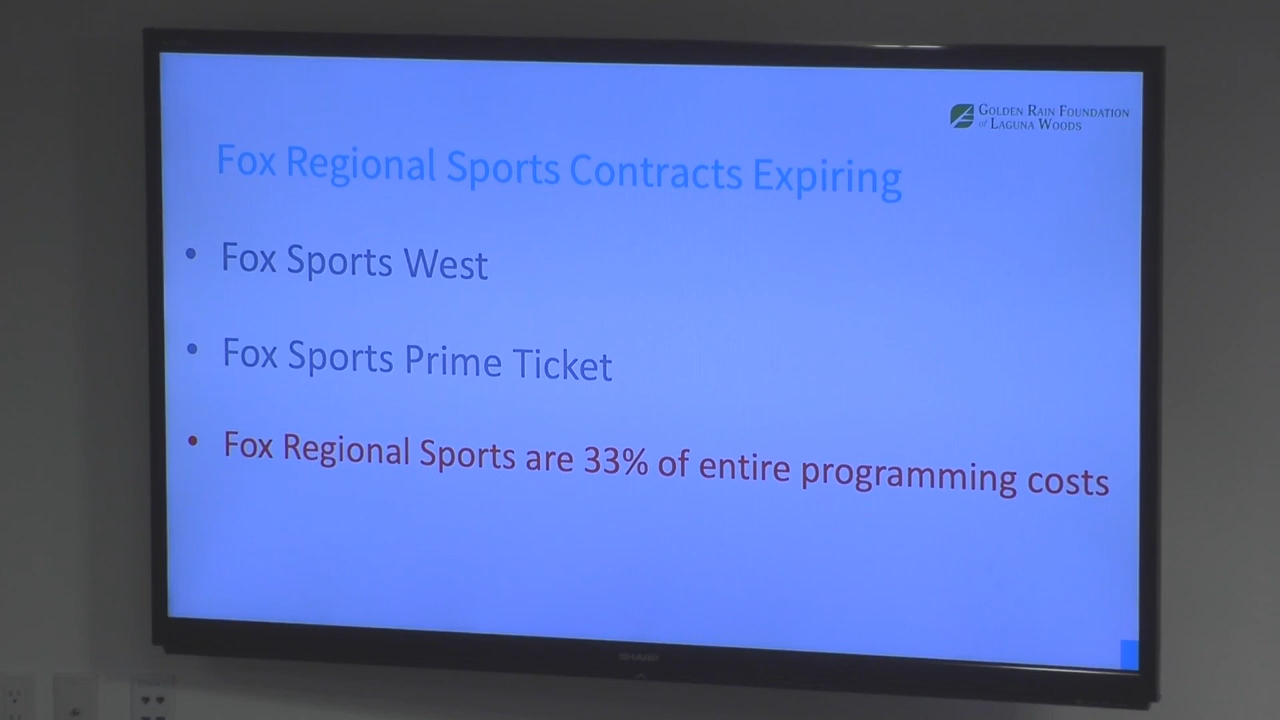 GOLDEN RAIN FOUNDATION
of LAGUNA WOODS
Fox Regional Sports Contracts Expiring
• Fox Sports West
• Fox Sports Prime Ticket
• Fox Regional Sports are 33% of entire programming costs
SHARP